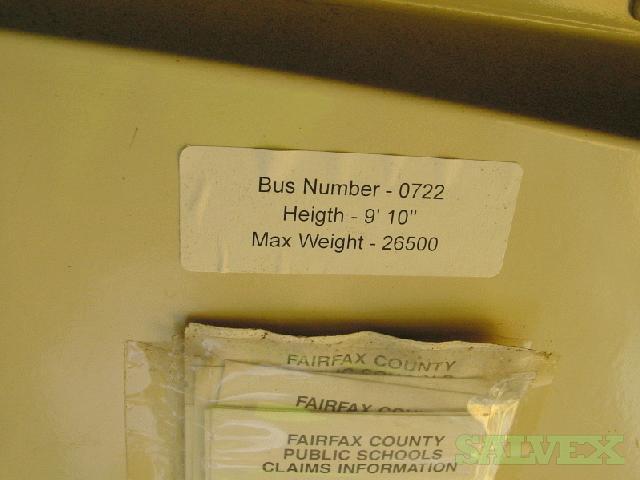 Bus Number - 0722
Heigth - 9' 10"
Max Weight - 26500
FAIRFAX COUNTY
FAIRFAX
FAIRFAX COUNTY
PUBLIC SCHOOLS
CLAIMS INFORMATION
SALVEX